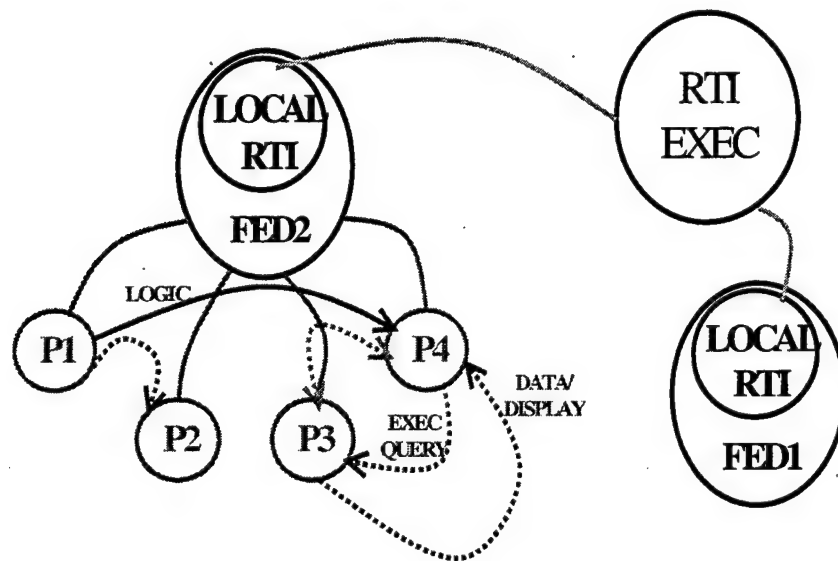 LOCAL
RTI
FED2
RTI
EXEC
LOGIC
P1
P4
P2
P3
EXEC
QUERY
DATA/
DISPLAY
LOCAL
RTI
FED1